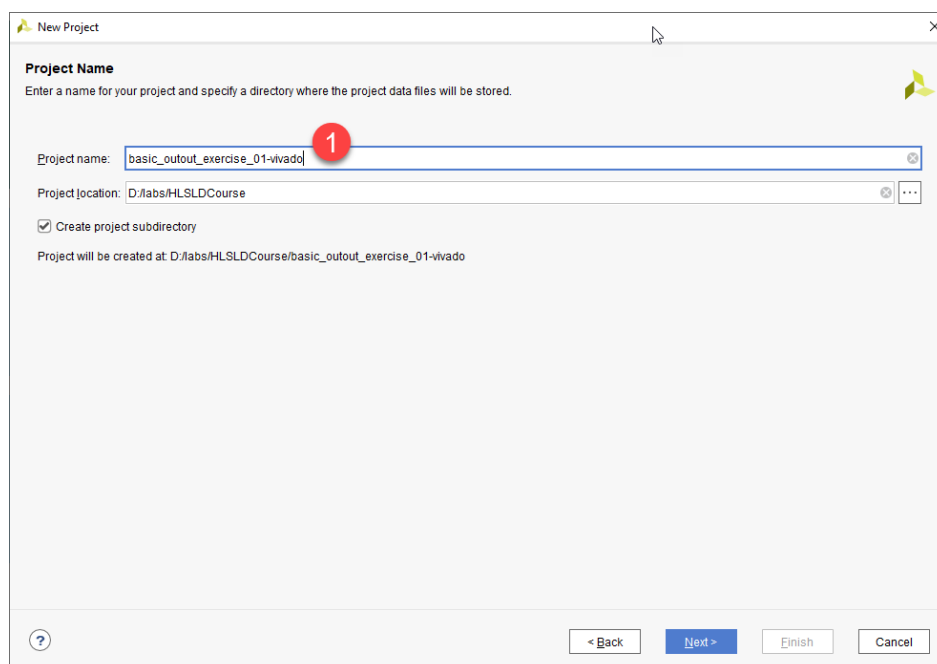 New Project
Project Name
Enter a name for your project and specify a directory where the project data files will be stored.
1
Project name: basic_outout_exercise_01-vivado
Project location: D:/labs/HLSLDCourse
Create project subdirectory
Project will be created at: D:/labs/HLSLDCourse/basic_outout_exercise_01-vivado
? < Back Next > Finish Cancel